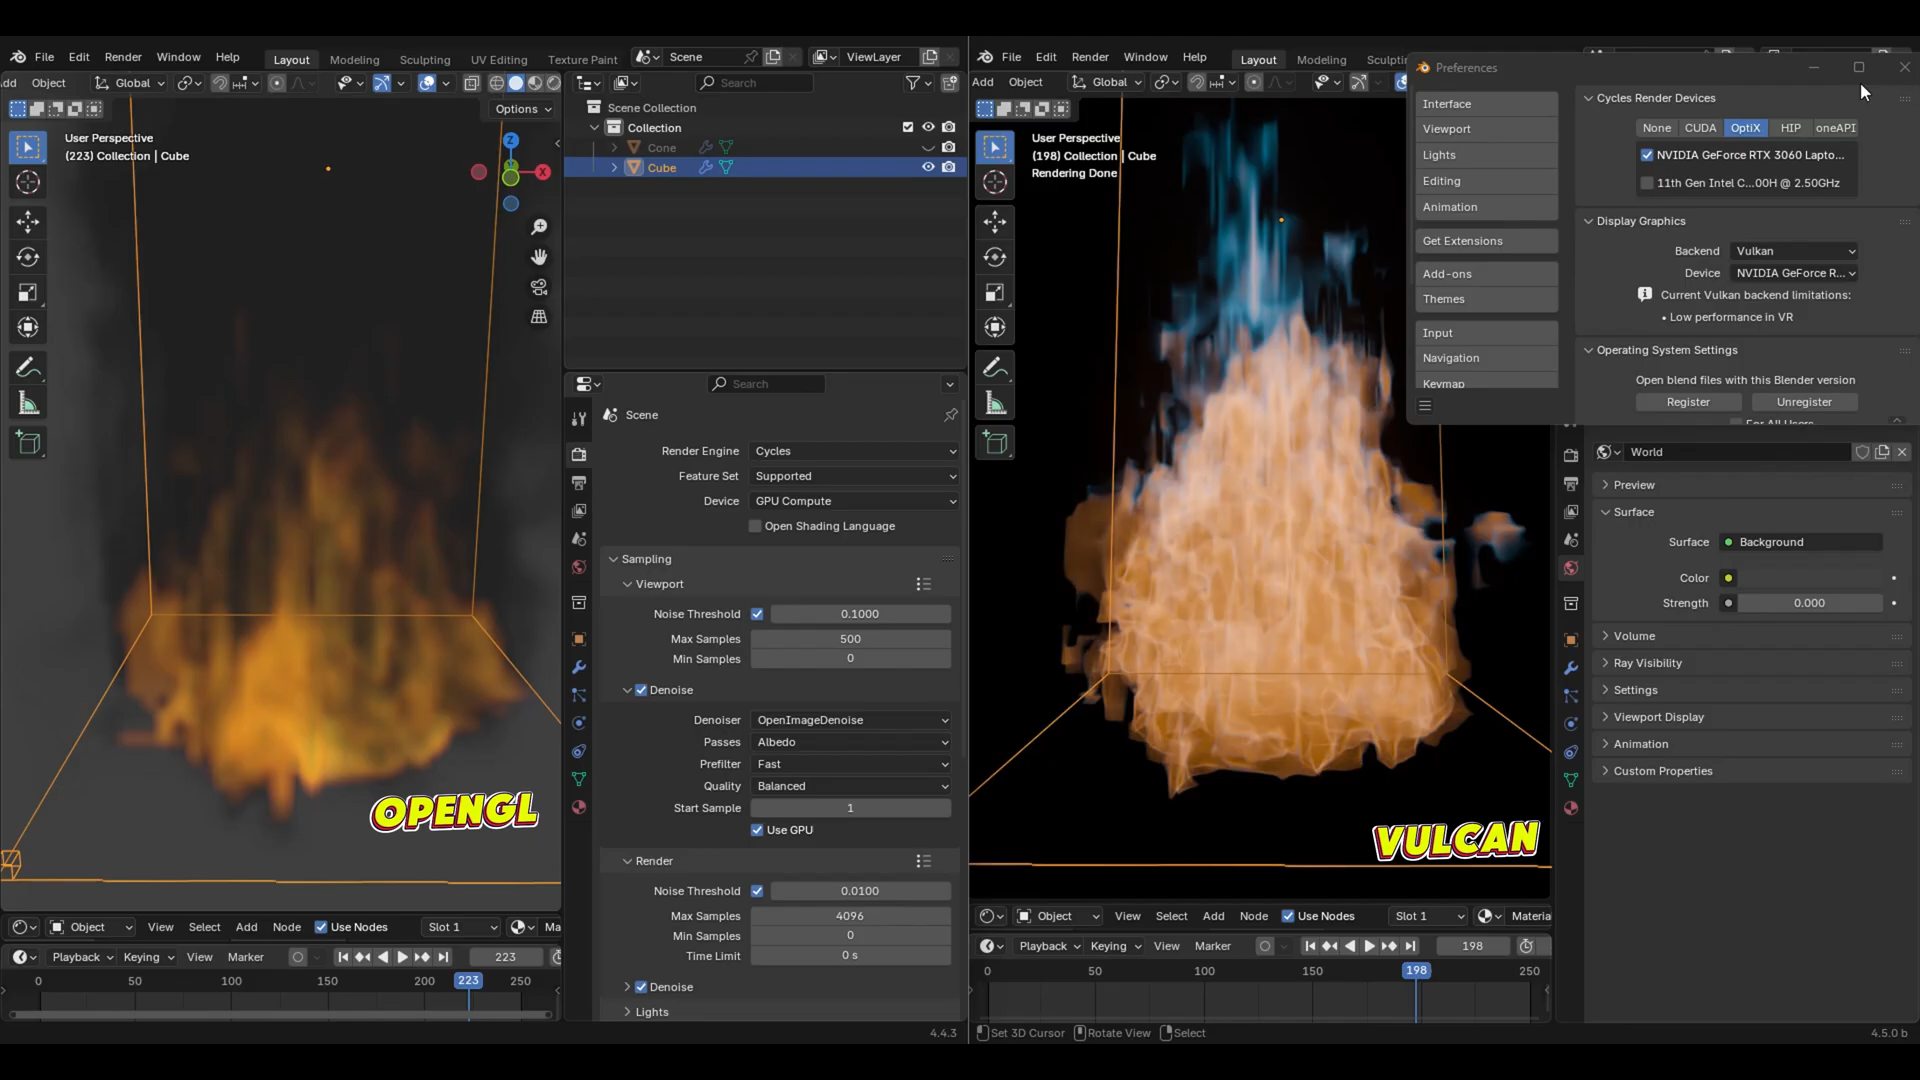 File Edit Render Window Help Layout Modeling Sculpting UV Editing Texture Paint Scene ViewLayer
Object Global Search
Options
User Perspective
(223) Collection | Cube
Z
X
Scene Collection
Collection
Cone
Cube
Search
Scene
Render Engine Cycles
Feature Set Supported
Device GPU Compute
Open Shading Language
Sampling
Viewport
Noise Threshold 0.1000
Max Samples 500
Min Samples 0
Denoise
Denoiser OpenImageDenoise
Passes Albedo
Prefilter Fast
Quality Balanced
Start Sample 1
Use GPU
Render
Noise Threshold 0.0100
Max Samples 4096
Min Samples 0
Time Limit 0 s
Denoise
Lights
OPENGL
Object View Select Add Node Use Nodes Slot 1 Ma
Playback Keying View Marker 223
0 50 100 150 200 223 250
4.4.3
File Edit Render Window Help Layout Modeling Sculpti
Add Object Global
User Perspective
(198) Collection | Cube
Rendering Done
Preferences
Interface
Viewport
Lights
Editing
Animation
Get Extensions
Add-ons
Themes
Input
Navigation
Keymap
Cycles Render Devices
None CUDA OptiX HIP oneAPI
NVIDIA GeForce RTX 3060 Lapto...
11th Gen Intel C...00H @ 2.50GHz
Display Graphics
Backend Vulkan
Device NVIDIA GeForce R...
Current Vulkan backend limitations:
• Low performance in VR
Operating System Settings
Open blend files with this Blender version
Register Unregister
For All Users
World
Preview
Surface
Surface Background
Color
Strength 0.000
Volume
Ray Visibility
Settings
Viewport Display
Animation
Custom Properties
VULCAN
Object View Select Add Node Use Nodes Slot 1 Materia
Playback Keying View Marker 198
0 50 100 150 198 250
Set 3D Cursor Rotate View Select 4.5.0 b